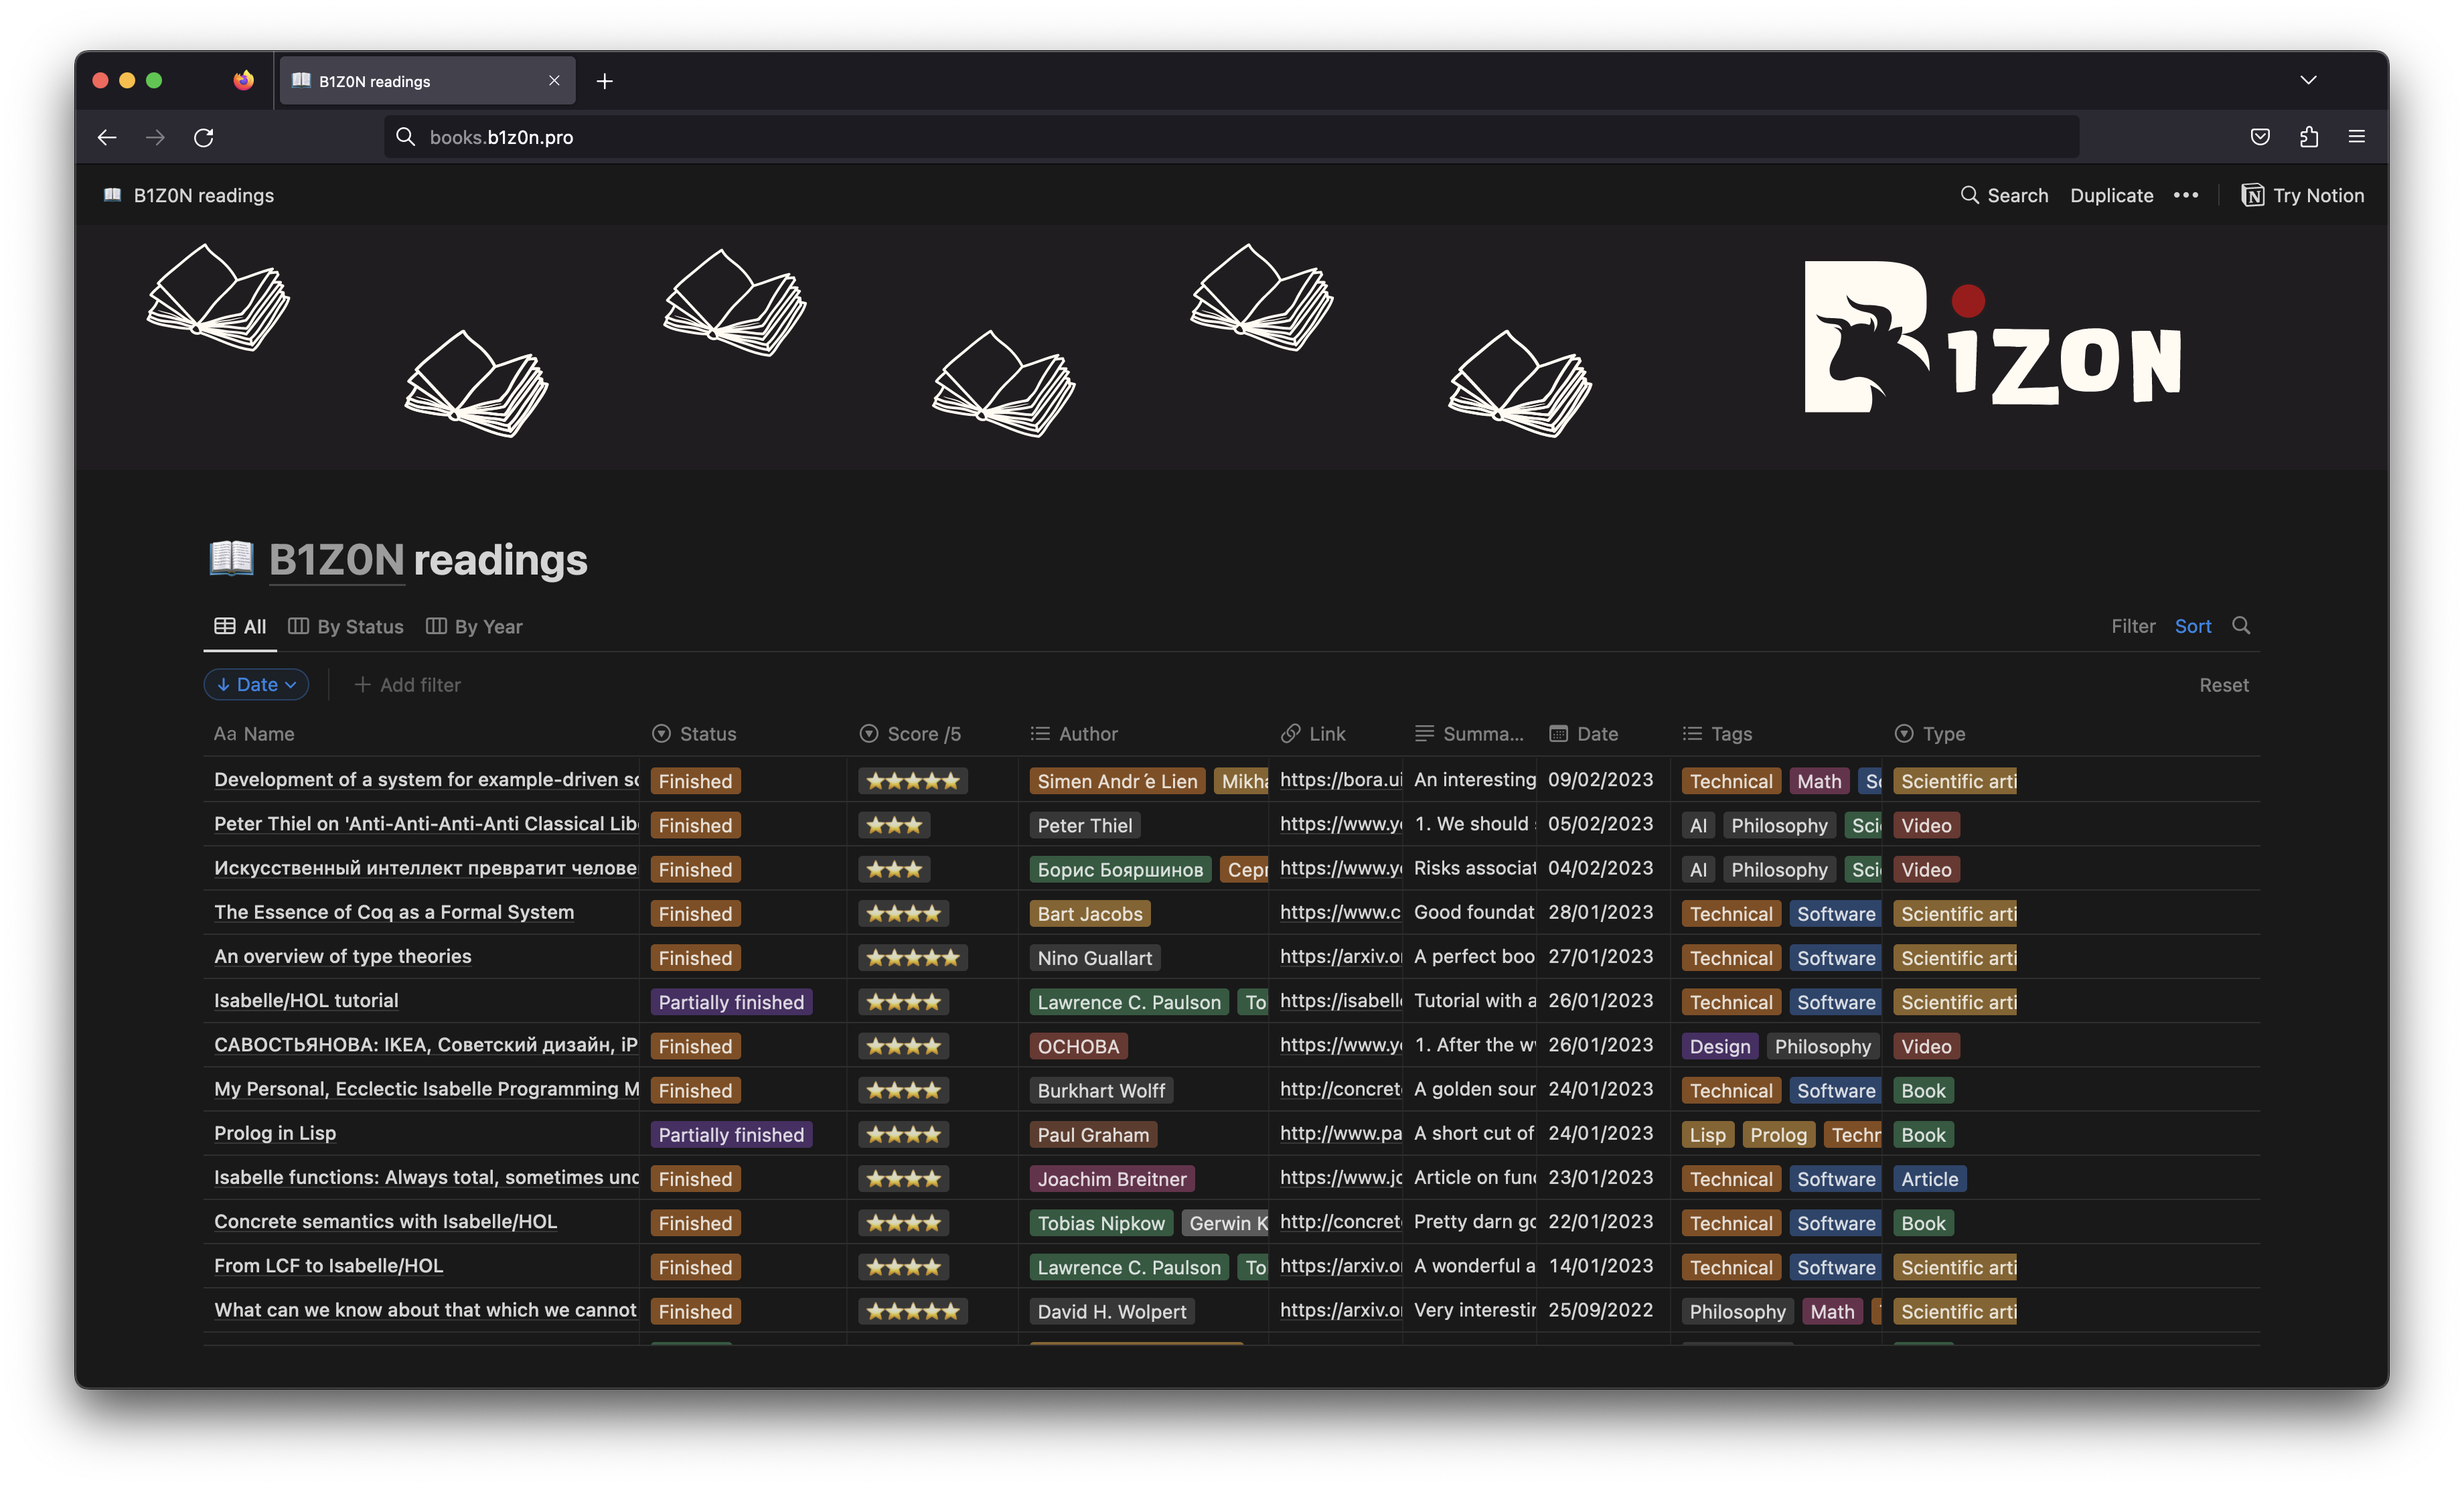 B1Z0N readings
books.b1z0n.pro
B1Z0N readings Search Duplicate ••• Try Notion
BIZON
B1Z0N readings
All By Status By Year Filter Sort
Date Add filter Reset
Aa Name Status Score /5 Author Link Summa... Date Tags Type
Development of a system for example-driven sc Finished ⭐⭐⭐⭐⭐ Simen Andr´e Lien Mikha https://bora.ui An interesting 09/02/2023 Technical Math So Scientific arti
Peter Thiel on 'Anti-Anti-Anti-Anti Classical Lib Finished ⭐⭐⭐ Peter Thiel https://www.y 1. We should 05/02/2023 AI Philosophy Sci Video
Искусственный интеллект превратит челове Finished ⭐⭐⭐ Борис Бояршинов Серг https://www.y Risks associat 04/02/2023 AI Philosophy Sci Video
The Essence of Coq as a Formal System Finished ⭐⭐⭐⭐ Bart Jacobs https://www.c Good foundat 28/01/2023 Technical Software Scientific arti
An overview of type theories Finished ⭐⭐⭐⭐⭐ Nino Guallart https://arxiv.o A perfect boo 27/01/2023 Technical Software Scientific arti
Isabelle/HOL tutorial Partially finished ⭐⭐⭐⭐ Lawrence C. Paulson To https://isabell Tutorial with a 26/01/2023 Technical Software Scientific arti
САВОСТЬЯНОВА: IKEA, Советский дизайн, iP Finished ⭐⭐⭐⭐ ОСНОВА https://www.y 1. After the w 26/01/2023 Design Philosophy Video
My Personal, Ecclectic Isabelle Programming M Finished ⭐⭐⭐⭐ Burkhart Wolff http://concret A golden sour 24/01/2023 Technical Software Book
Prolog in Lisp Partially finished ⭐⭐⭐⭐ Paul Graham http://www.pa A short cut of 24/01/2023 Lisp Prolog Techn Book
Isabelle functions: Always total, sometimes und Finished ⭐⭐⭐⭐ Joachim Breitner https://www.jo Article on fun 23/01/2023 Technical Software Article
Concrete semantics with Isabelle/HOL Finished ⭐⭐⭐⭐ Tobias Nipkow Gerwin K http://concret Pretty darn go 22/01/2023 Technical Software Book
From LCF to Isabelle/HOL Finished ⭐⭐⭐⭐ Lawrence C. Paulson To https://arxiv.o A wonderful a 14/01/2023 Technical Software Scientific arti
What can we know about that which we cannot Finished ⭐⭐⭐⭐⭐ David H. Wolpert https://arxiv.o Very interestin 25/09/2022 Philosophy Math Scientific arti